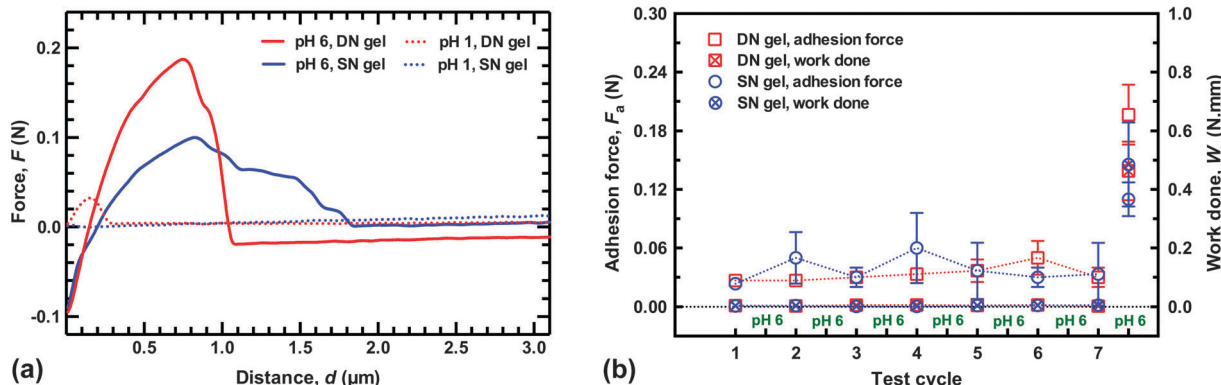 0.2
0.1
0.0
-0.1
Force, F (N)
pH 6, DN gel
pH 1, DN gel
pH 6, SN gel
pH 1, SN gel
0.5 1.0 1.5 2.0 2.5 3.0
Distance, d (µm)
(a)
0.30
0.24
0.18
0.12
0.06
0.00
Adhesion force, Fa (N)
DN gel, adhesion force
DN gel, work done
SN gel, adhesion force
SN gel, work done
1.0
0.8
0.6
0.4
0.2
0.0
Work done, W (N.mm)
pH 6 pH 6 pH 6 pH 6 pH 6 pH 6 pH 6
1 2 3 4 5 6 7
Test cycle
(b)